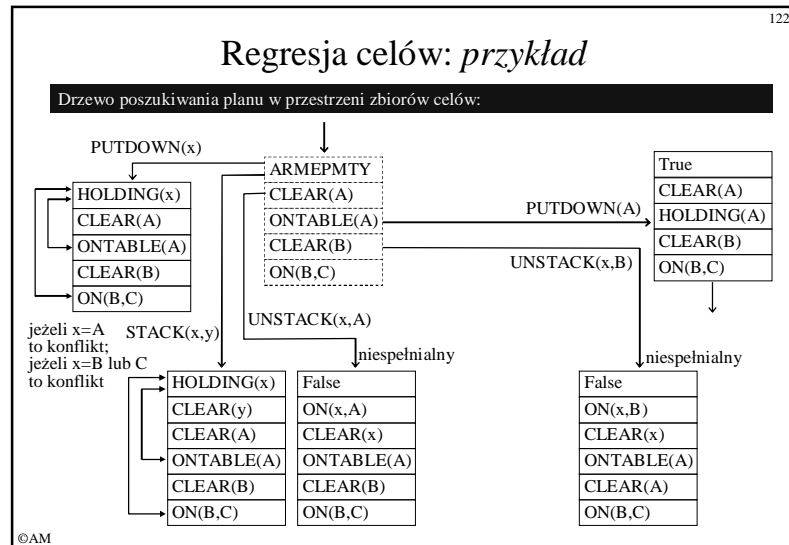 122
Regresja celów: przykład
Drzewo poszukiwania planu w przestrzeni zbiorów celów:
PUTDOWN(x)
HOLDING(x)
CLEAR(A)
ONTABLE(A)
CLEAR(B)
ON(B,C)
jeżeli x=A
to konflikt;
jeżeli x=B lub C
to konflikt
ARMEPMTY
CLEAR(A)
ONTABLE(A)
CLEAR(B)
ON(B,C)
PUTDOWN(A)
True
CLEAR(A)
HOLDING(A)
CLEAR(B)
ON(B,C)
UNSTACK(x,B)
STACK(x,y)
UNSTACK(x,A)
niespełnialny
niespełnialny
HOLDING(x)
CLEAR(y)
CLEAR(A)
ONTABLE(A)
CLEAR(B)
ON(B,C)
False
ON(x,A)
CLEAR(x)
ONTABLE(A)
CLEAR(B)
ON(B,C)
False
ON(x,B)
CLEAR(x)
ONTABLE(A)
CLEAR(A)
ON(B,C)
©AM